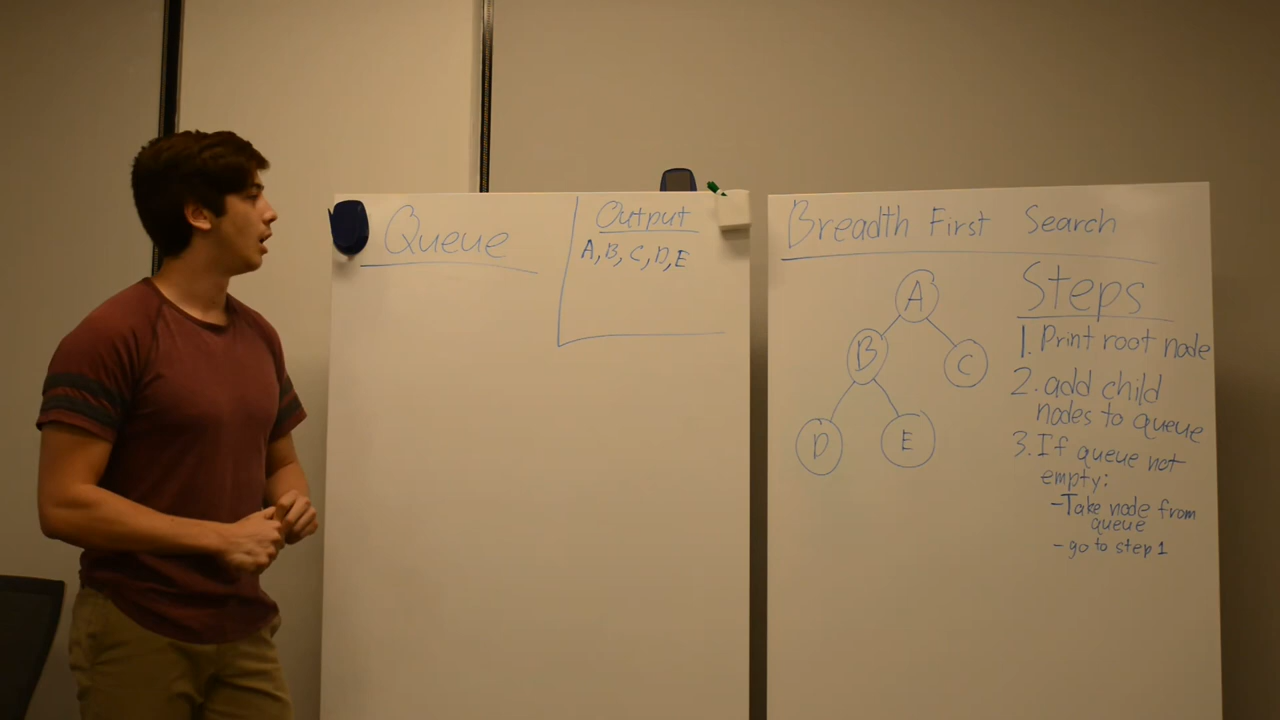 Queue
Output
A, B, C, D, E
Breadth First Search
A
B
C
D
E
Steps
1. Print root node
2. add child
nodes to queue
3. If queue not
empty:
- Take node from
queue
- go to step 1